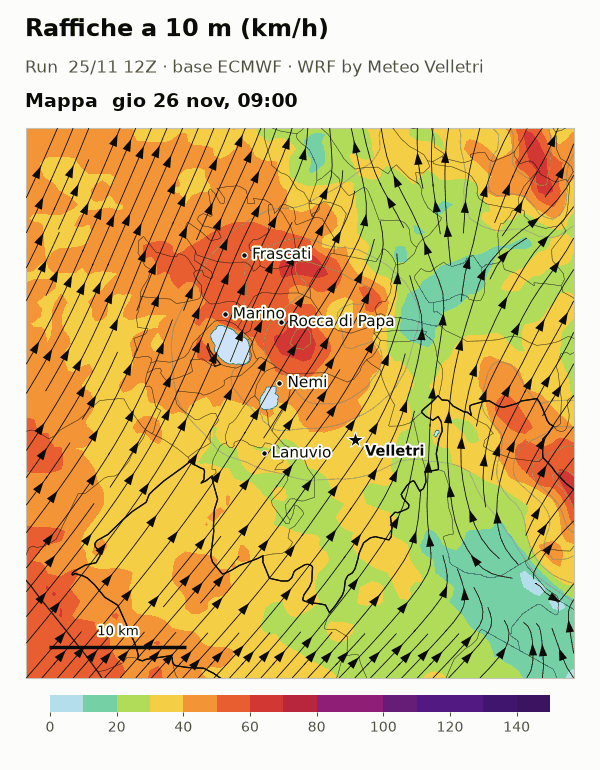 Raffiche a 10 m (km/h)
Run  25/11 12Z · base ECMWF · WRF by Meteo Velletri
Mappa  gio 26 nov, 09:00
Frascati
Marino
Rocca di Papa
Nemi
Velletri
Lanuvio
10 km
0 20 40 60 80 100 120 140